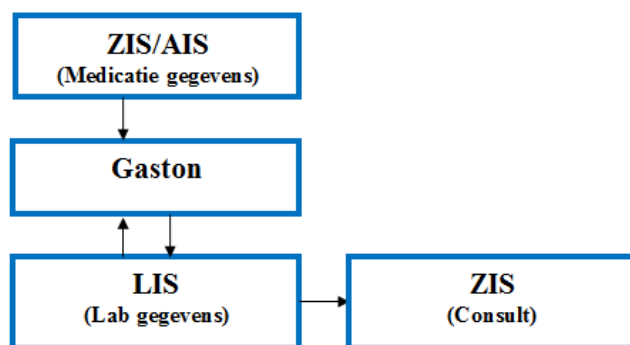 ZIS/AIS
(Medicatie gegevens)
Gaston
LIS
(Lab gegevens)
ZIS
(Consult)